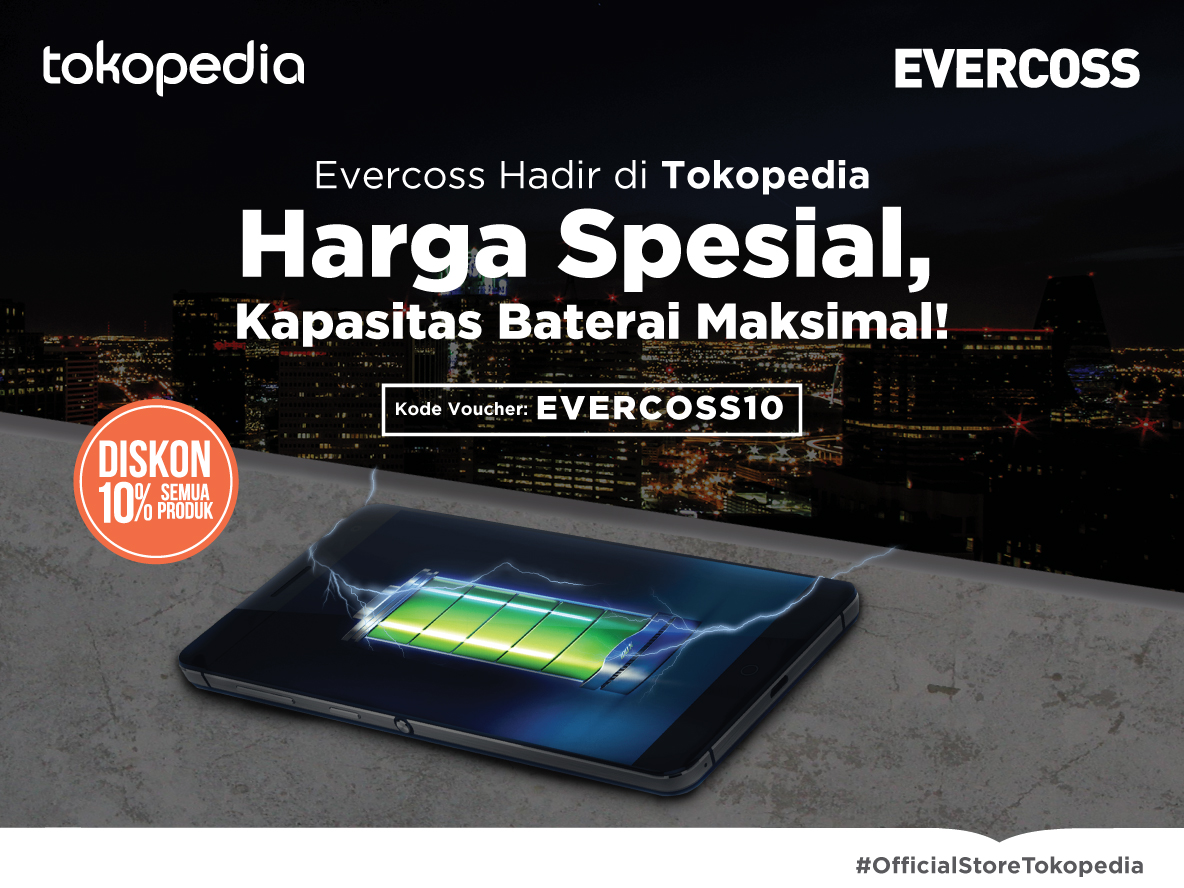 tokopedia
EVERCOSS
Evercoss Hadir di Tokopedia
Harga Spesial,
Kapasitas Baterai Maksimal!
Kode Voucher: EVERCOSS10
DISKON
10% SEMUA PRODUK
#OfficialStoreTokopedia